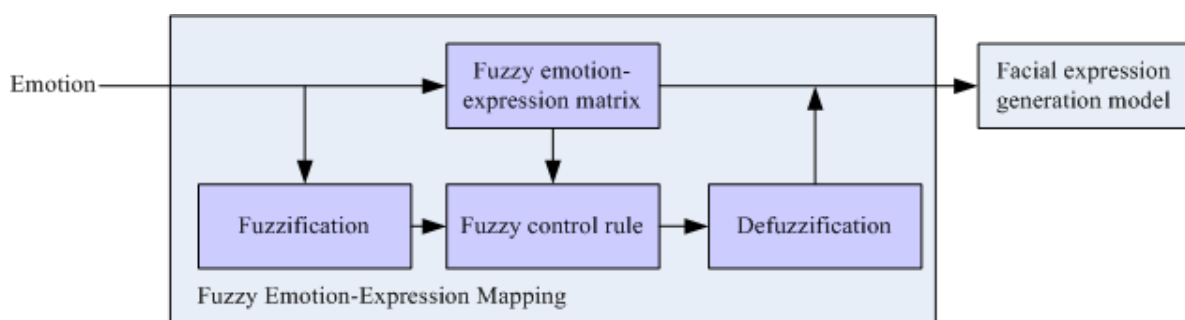 Emotion
Fuzzy emotion-
expression matrix
Facial expression
generation model
Fuzzification
Fuzzy control rule
Defuzzification
Fuzzy Emotion-Expression Mapping